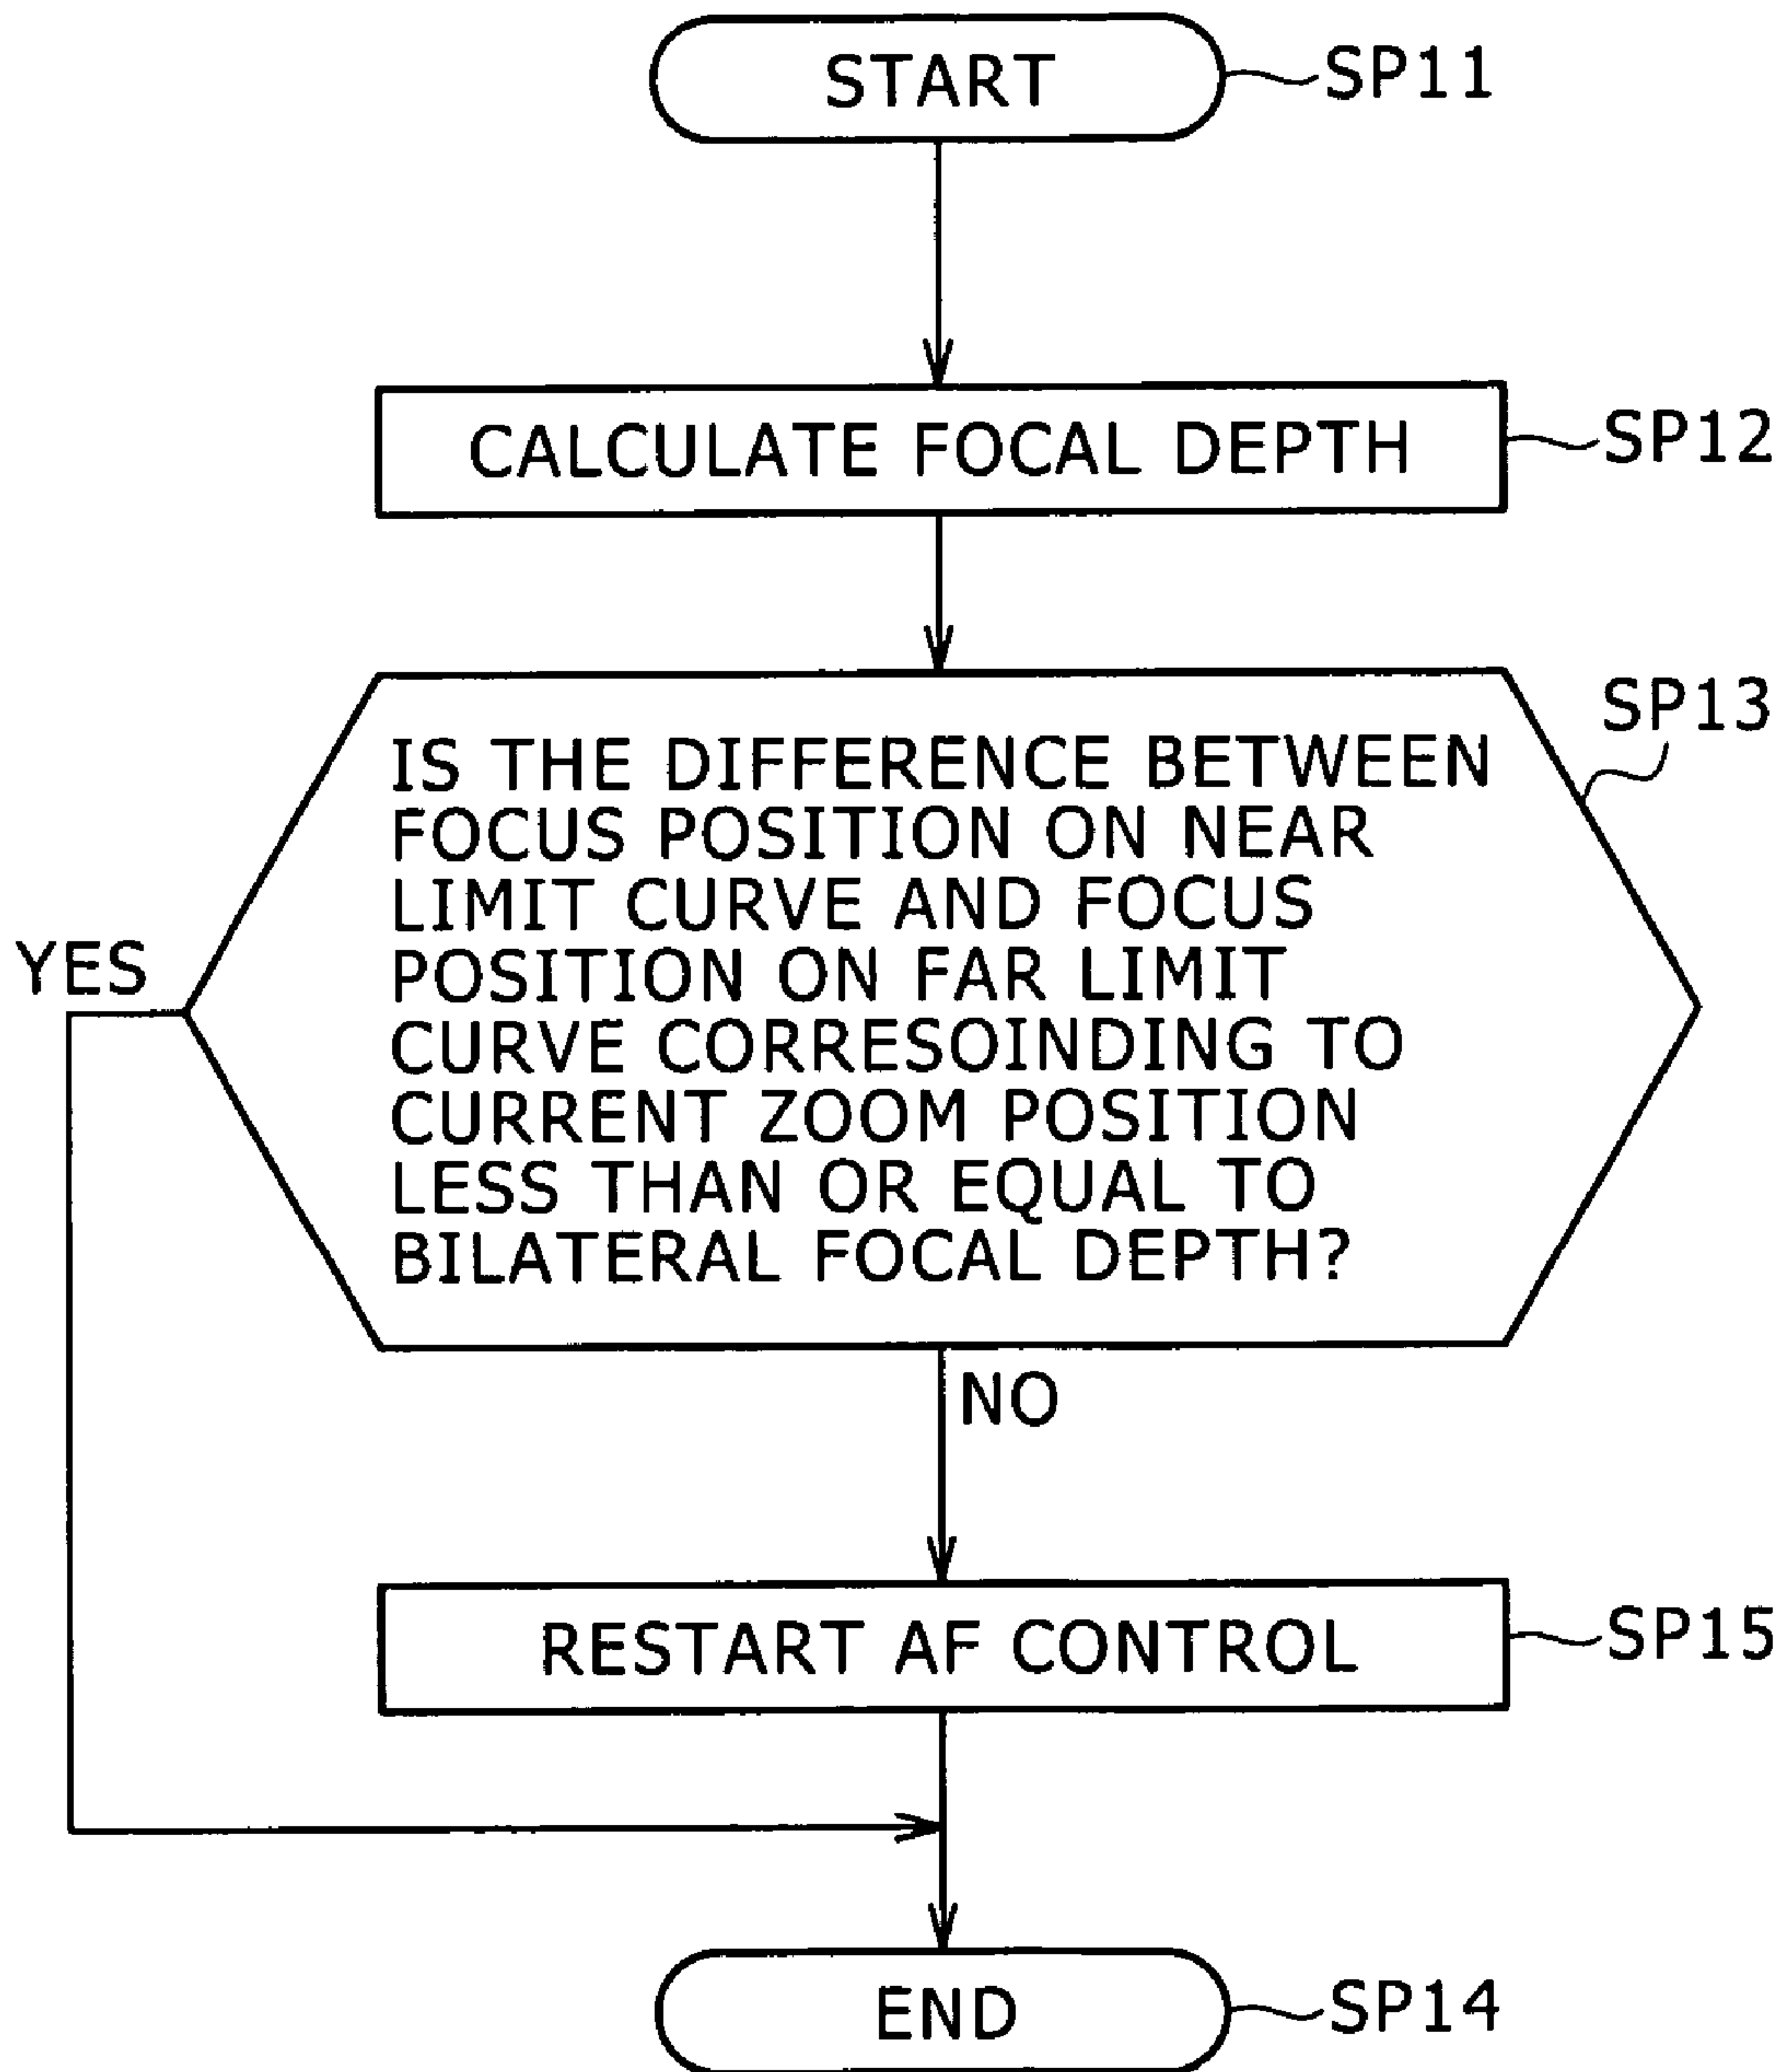 START
SP11
CALCULATE FOCAL DEPTH
SP12
SP13
IS THE DIFFERENCE BETWEEN
FOCUS POSITION ON NEAR
LIMIT CURVE AND FOCUS
POSITION ON FAR LIMIT
CURVE CORRESOINDING TO
CURRENT ZOOM POSITION
LESS THAN OR EQUAL TO
BILATERAL FOCAL DEPTH?
YES
NO
RESTART AF CONTROL
SP15
END
SP14